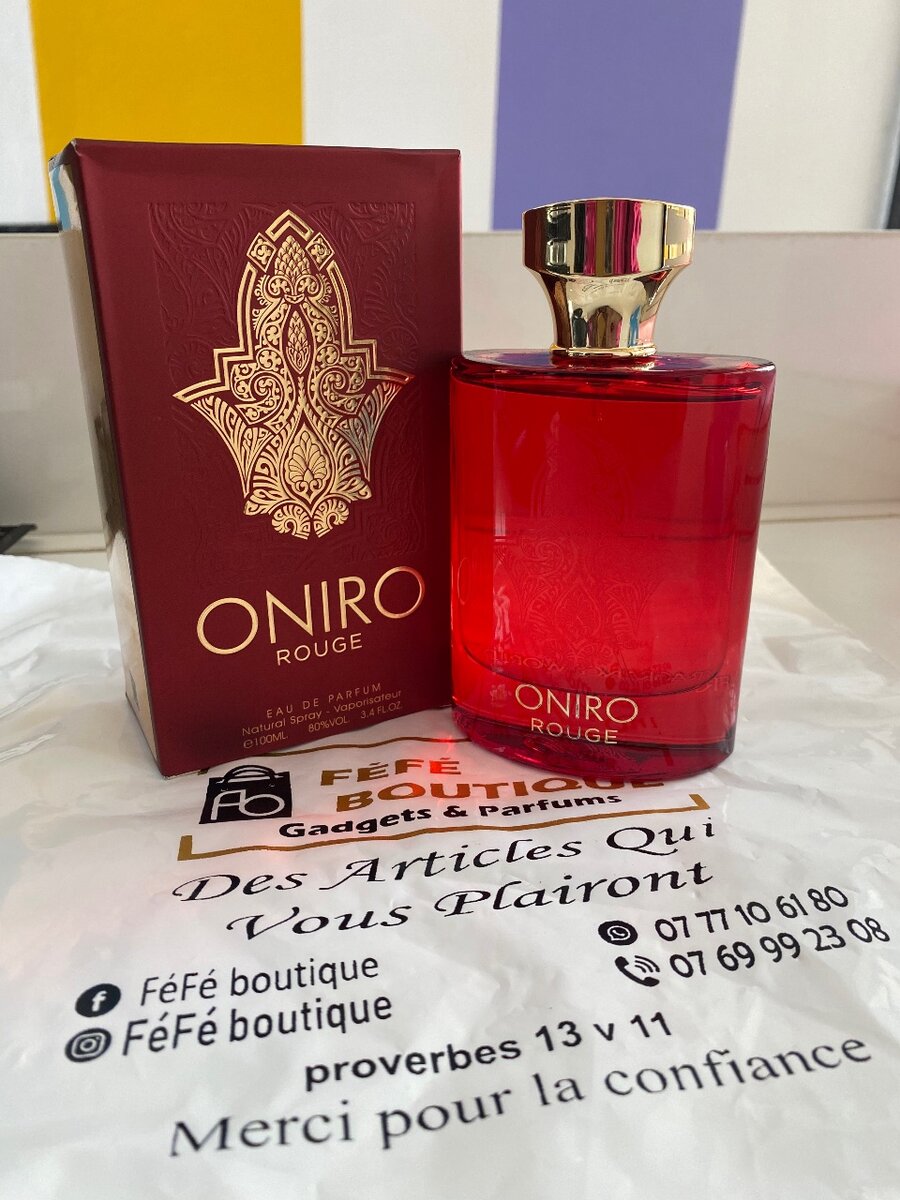 ONIRO
ROUGE
EAU DE PARFUM
Natural Spray - Vaporisateur
e100ML 80%VOL. 3.4 FL.OZ.
ONIRO
ROUGE
FÉFÉ
BOUTIQUE
Gadgets & Parfums
Des Articles Qui
Vous Plairont
07 77 10 61 80
07 69 99 23 08
FéFé boutique
FéFé boutique
proverbes 13 v 11
Merci pour la confiance